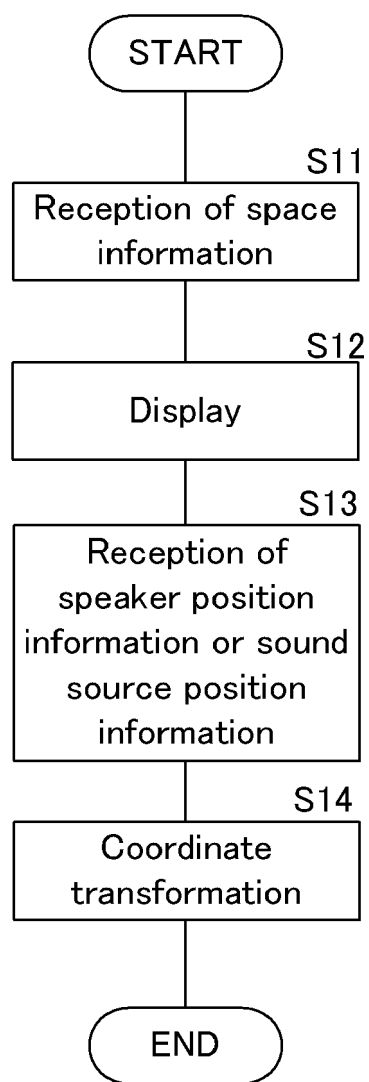 START
S11
Reception of space
information
S12
Display
S13
Reception of
speaker position
information or sound
source position
information
S14
Coordinate
transformation
END